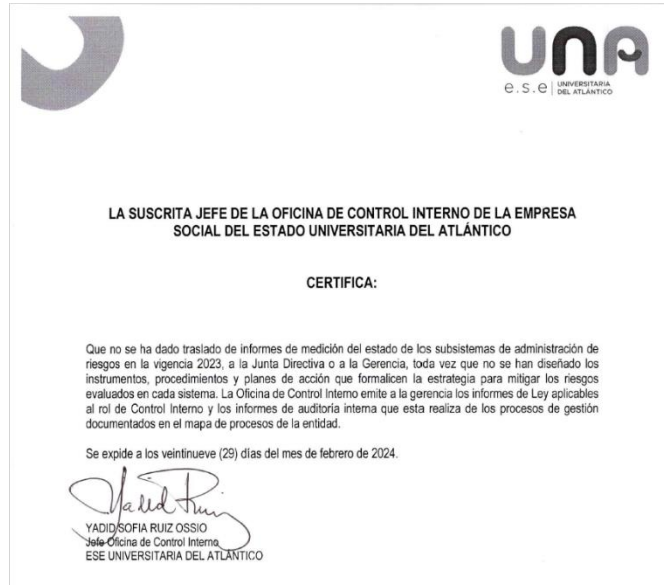 UNA
e.s.e UNIVERSITARIA
DEL ATLÁNTICO
LA SUSCRITA JEFE DE LA OFICINA DE CONTROL INTERNO DE LA EMPRESA
SOCIAL DEL ESTADO UNIVERSITARIA DEL ATLÁNTICO
CERTIFICA:
Que no se ha dado traslado de informes de medición del estado de los subsistemas de administración de
riesgos en la vigencia 2023, a la Junta Directiva o a la Gerencia, toda vez que no se han diseñado los
instrumentos, procedimientos y planes de acción que formalicen la estrategia para mitigar los riesgos
evaluados en cada sistema. La Oficina de Control Interno emite a la gerencia los informes de Ley aplicables
al rol de Control Interno y los informes de auditoría interna que esta realiza de los procesos de gestión
documentados en el mapa de procesos de la entidad.
Se expide a los veintinueve (29) días del mes de febrero de 2024.
Yadid Ruiz
YADID SOFIA RUIZ OSSIO
Jefe Oficina de Control Interno
ESE UNIVERSITARIA DEL ATLÁNTICO